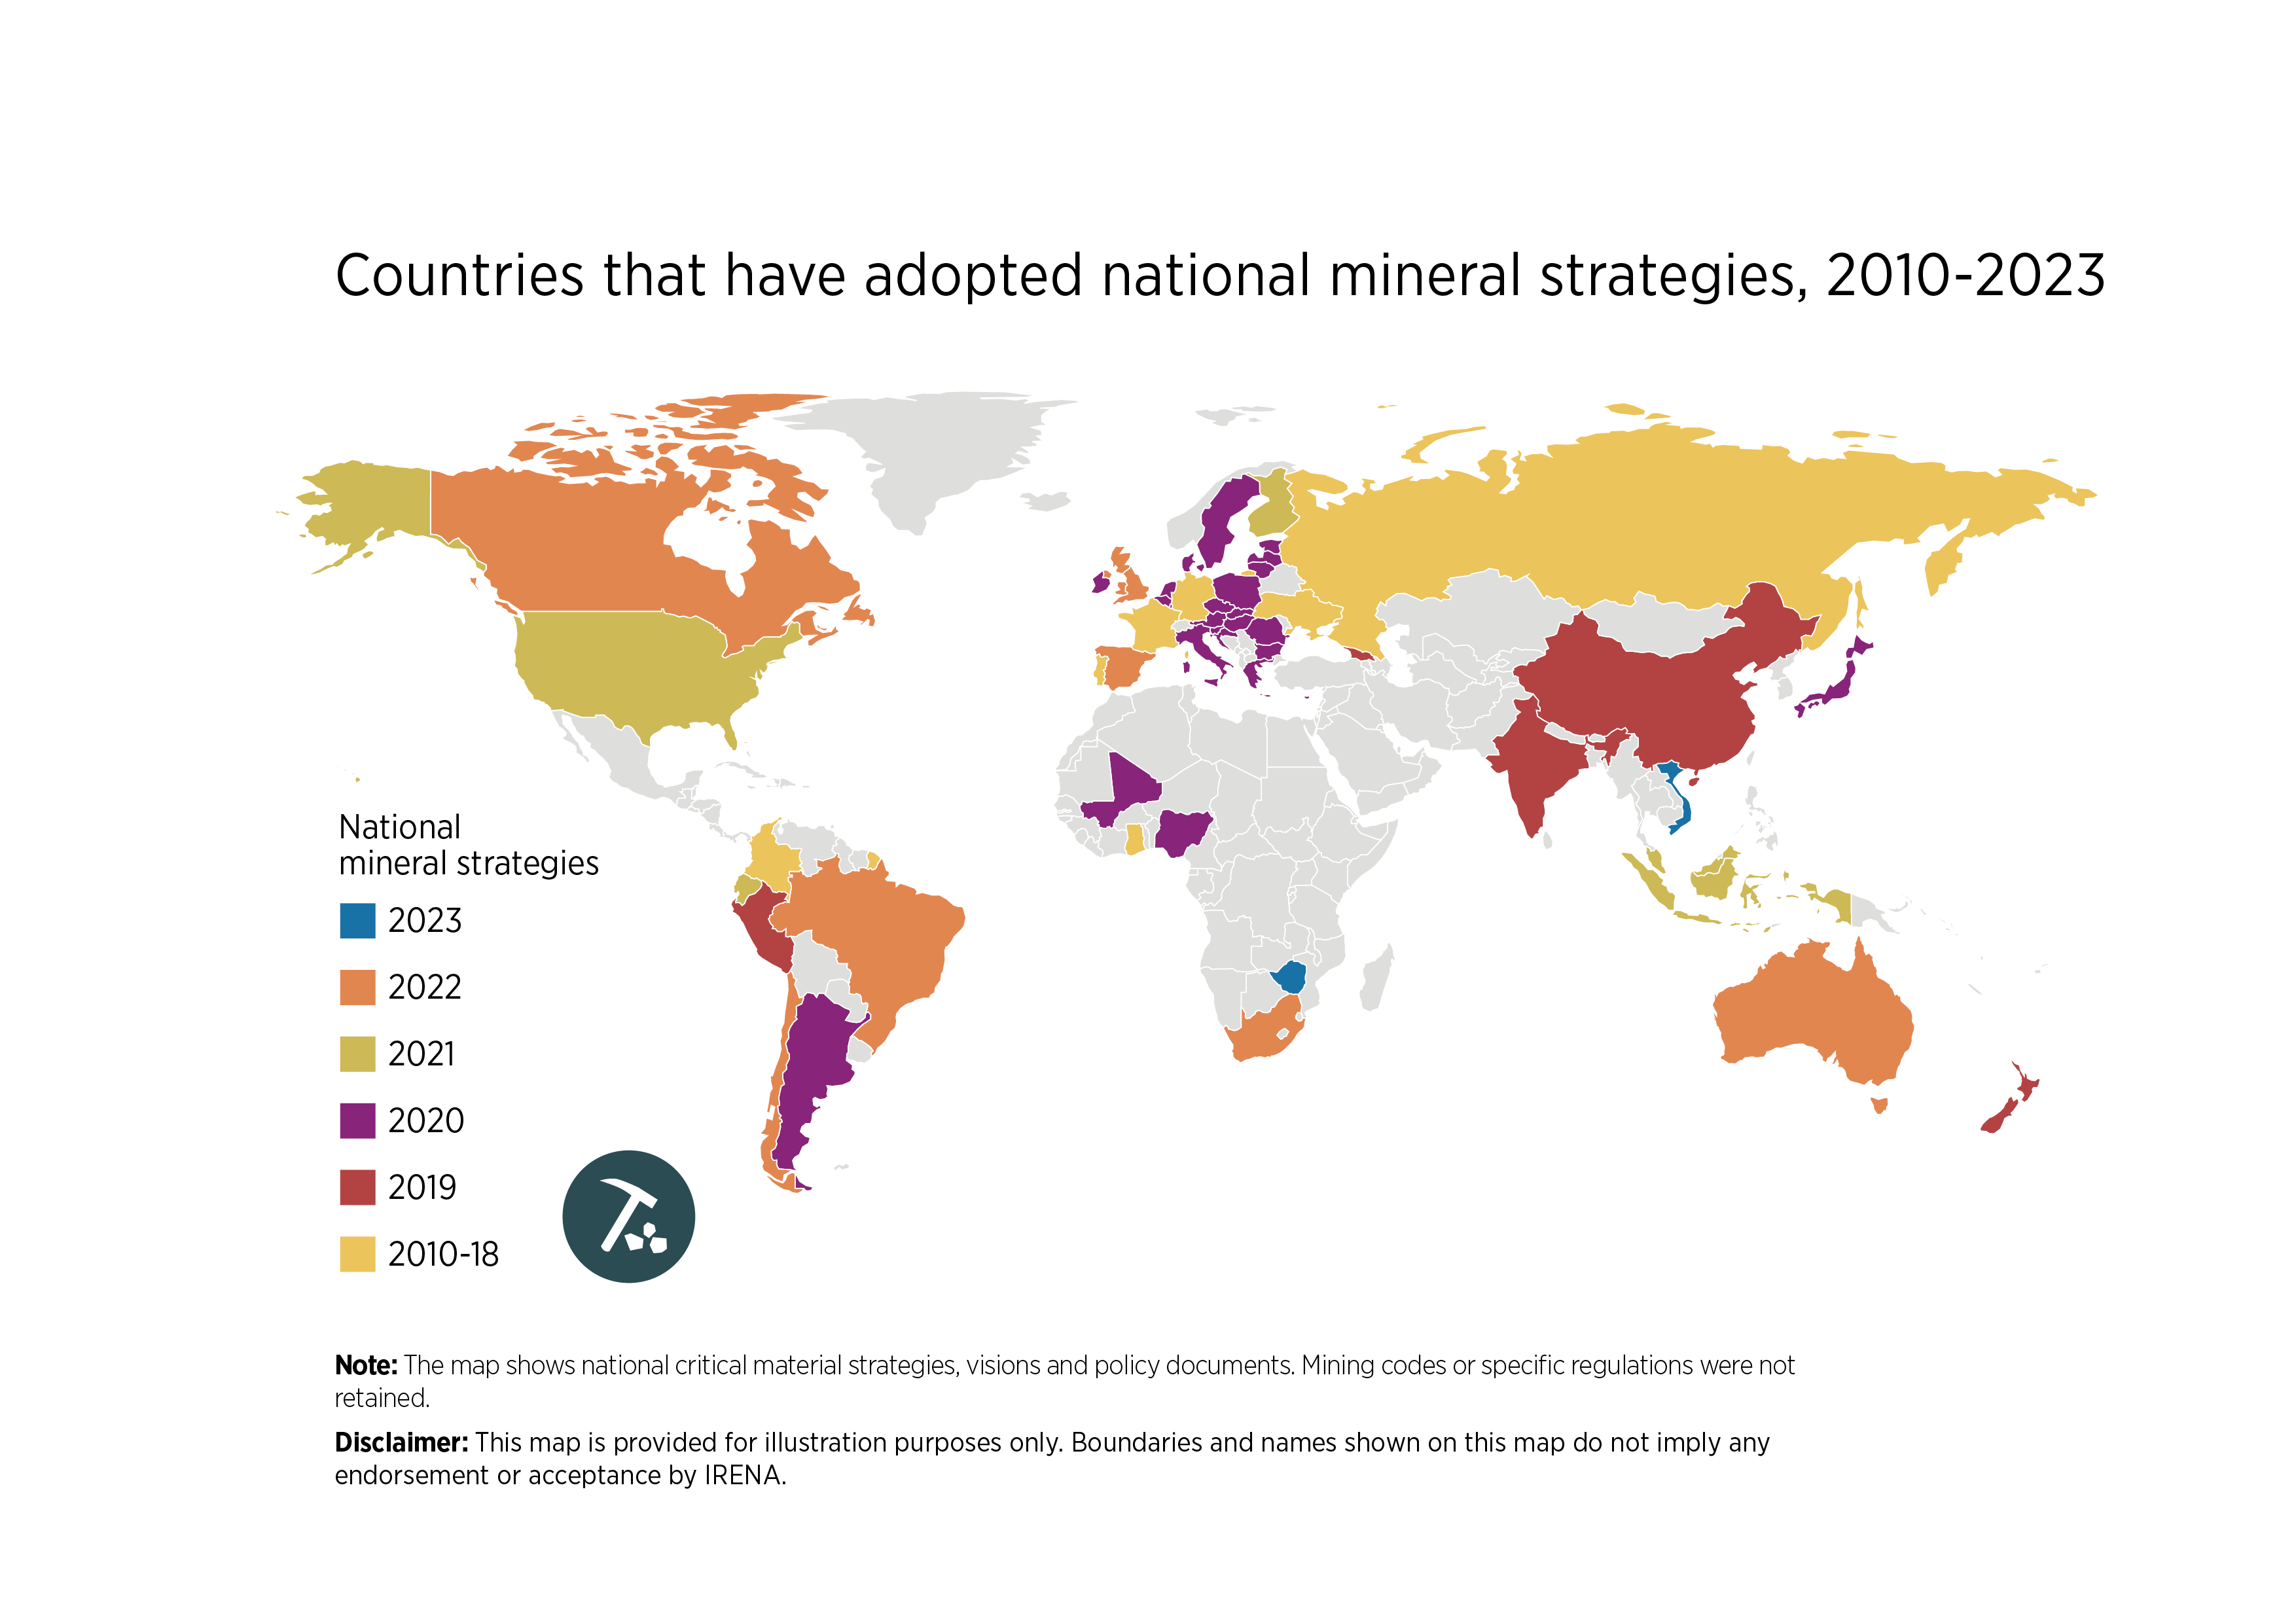 Countries that have adopted national mineral strategies, 2010-2023
National
mineral strategies
2023
2022
2021
2020
2019
2010-18
Note: The map shows national critical material strategies, visions and policy documents. Mining codes or specific regulations were not
retained.
Disclaimer: This map is provided for illustration purposes only. Boundaries and names shown on this map do not imply any
endorsement or acceptance by IRENA.